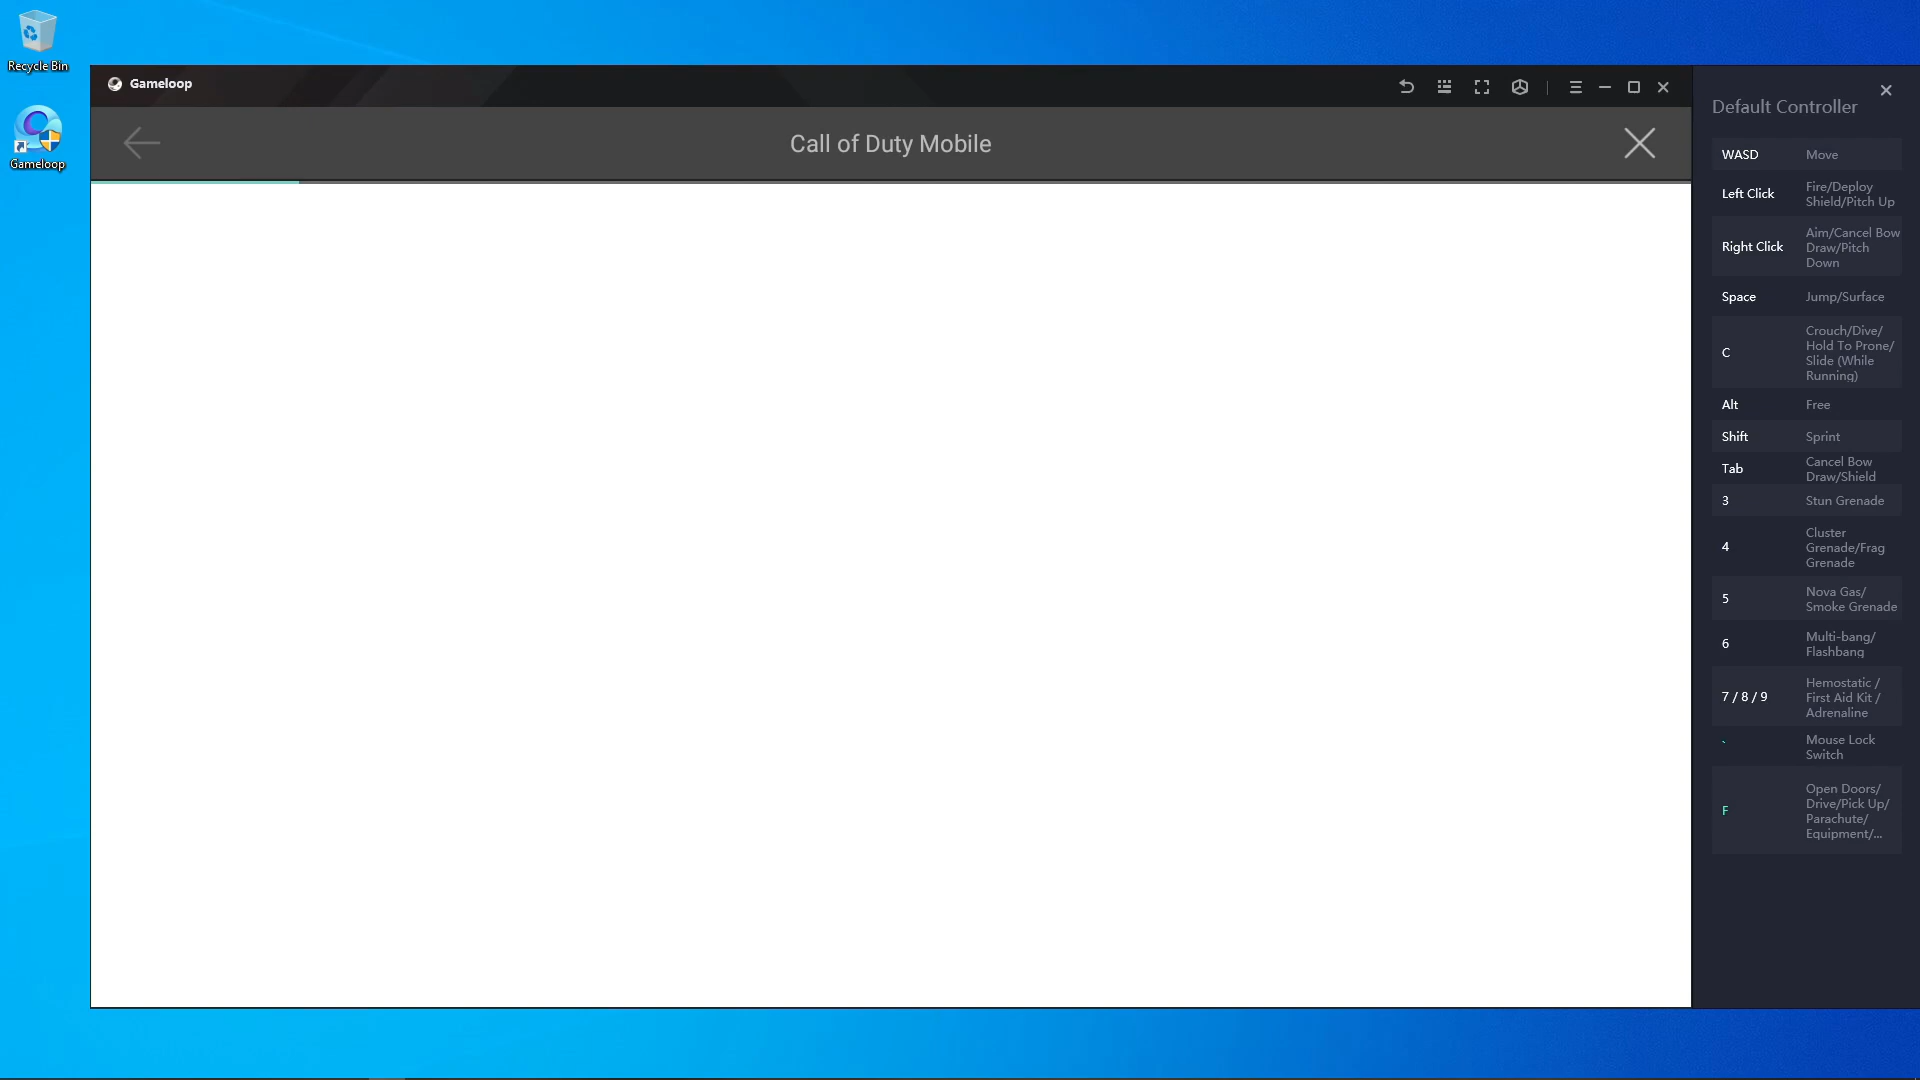 Recycle Bin
Gameloop
Gameloop
Call of Duty Mobile
Default Controller
WASD Move
Left Click Fire/Deploy
Shield/Pitch Up
Right Click Aim/Cancel Bow
Draw/Pitch
Down
Space Jump/Surface
C Crouch/Dive/
Hold To Prone/
Slide (While
Running)
Alt Free
Shift Sprint
Tab Cancel Bow
Draw/Shield
3 Stun Grenade
4 Cluster
Grenade/Frag
Grenade
5 Nova Gas/
Smoke Grenade
6 Multi-bang/
Flashbang
7 / 8 / 9 Hemostatic /
First Aid Kit /
Adrenaline
` Mouse Lock
Switch
F Open Doors/
Drive/Pick Up/
Parachute/
Equipment/...